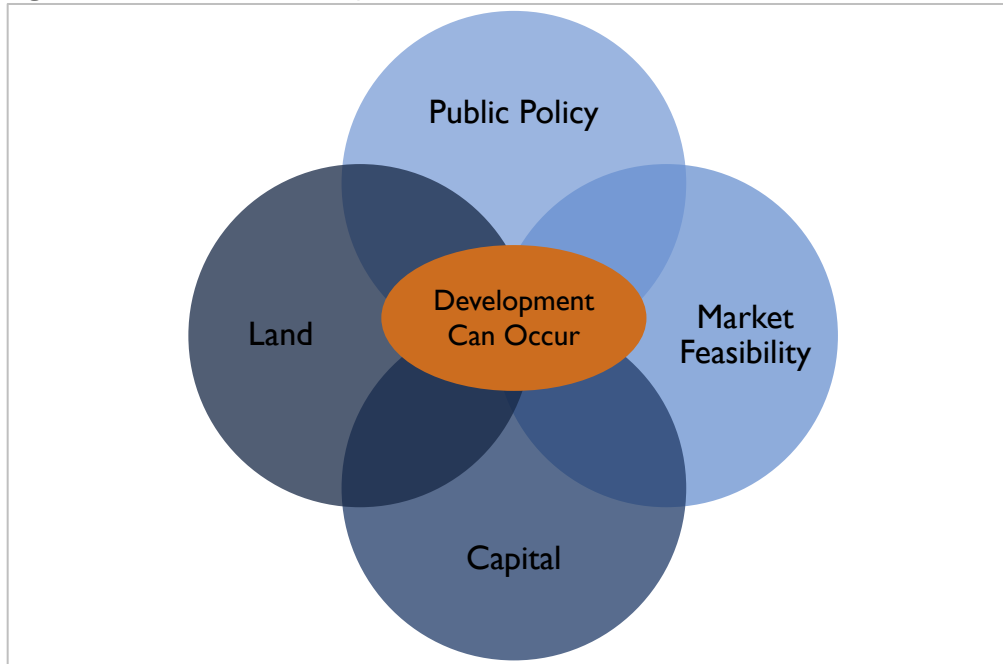 Public Policy
Land
Development
Can Occur
Market
Feasibility
Capital